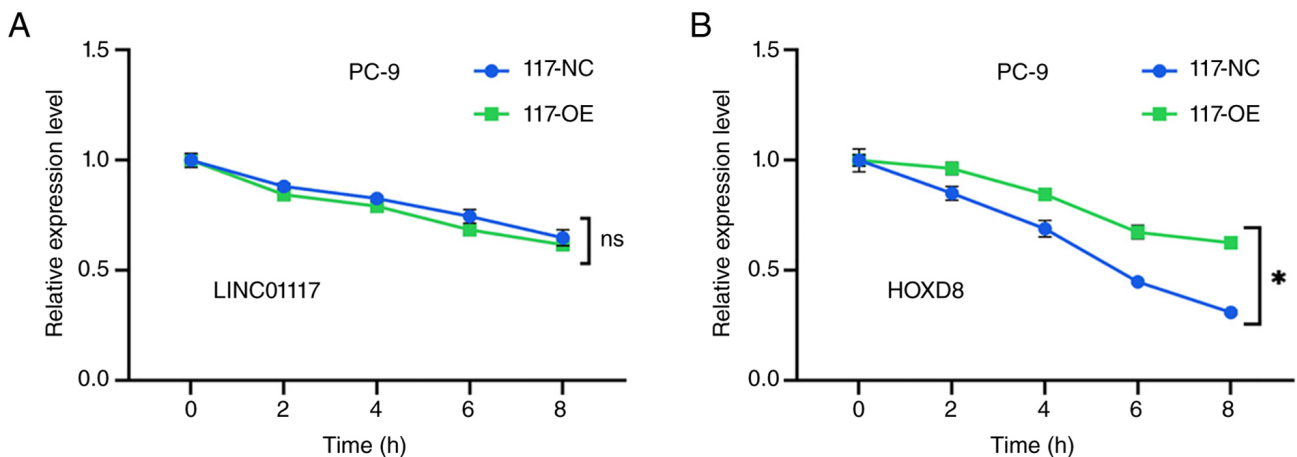 A
PC-9
117-NC
117-OE
Relative expression level
1.5
1.0
0.5
0.0
LINC01117
ns
0 2 4 6 8
Time (h)
B
PC-9
117-NC
117-OE
Relative expression level
1.5
1.0
0.5
0.0
HOXD8
*
0 2 4 6 8
Time (h)